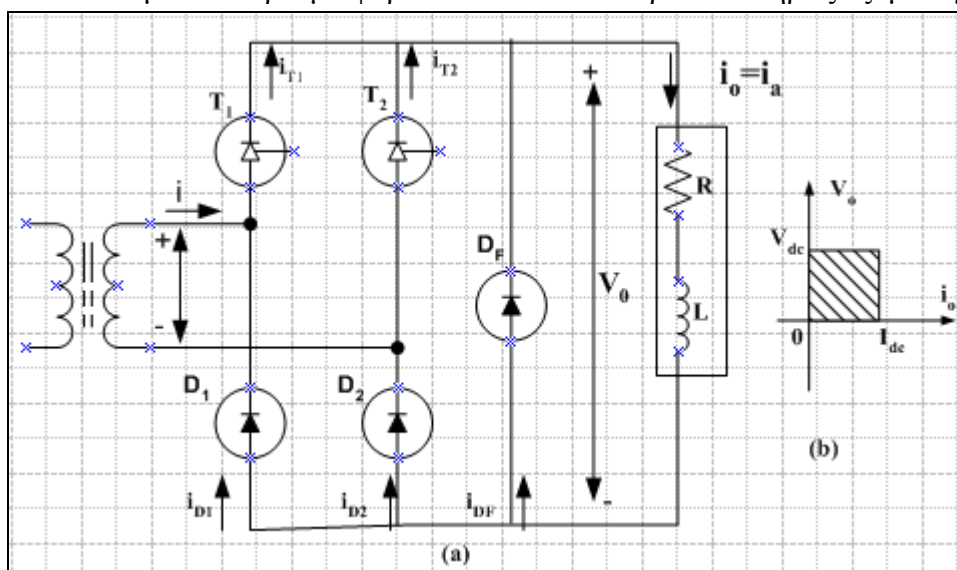 i_T1
i_T2
T_1
T_2
i_o=i_a
+
i
+
-
D_F
V_0
R
L
V_o
V_dc
i_o
0
I_dc
D_1
D_2
i_D1
i_D2
i_DF
-
(a)
(b)